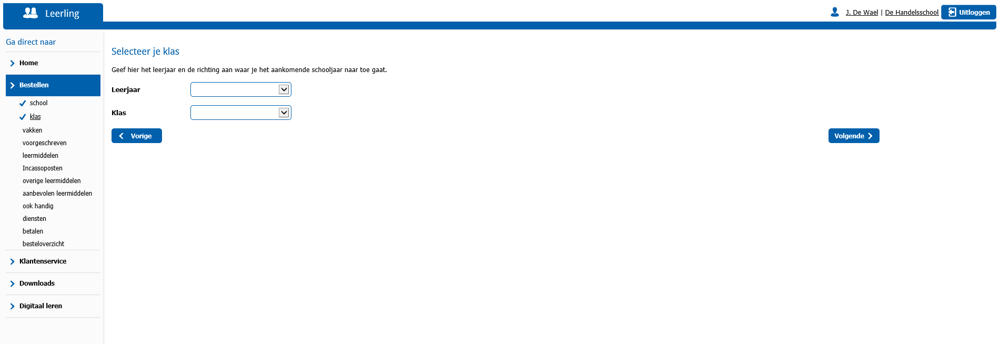 Leerling
J. De Wael | De Handelsschool
Uitloggen
Ga direct naar
Home
Bestellen
school
klas
vakken
voorgeschreven
leermiddelen
Incassoposten
overige leermiddelen
aanbevolen leermiddelen
ook handig
diensten
betalen
besteloverzicht
Klantenservice
Downloads
Digitaal leren
Selecteer je klas
Geef hier het leerjaar en de richting aan waar je het aankomende schooljaar naar toe gaat.
Leerjaar
Klas
Vorige
Volgende